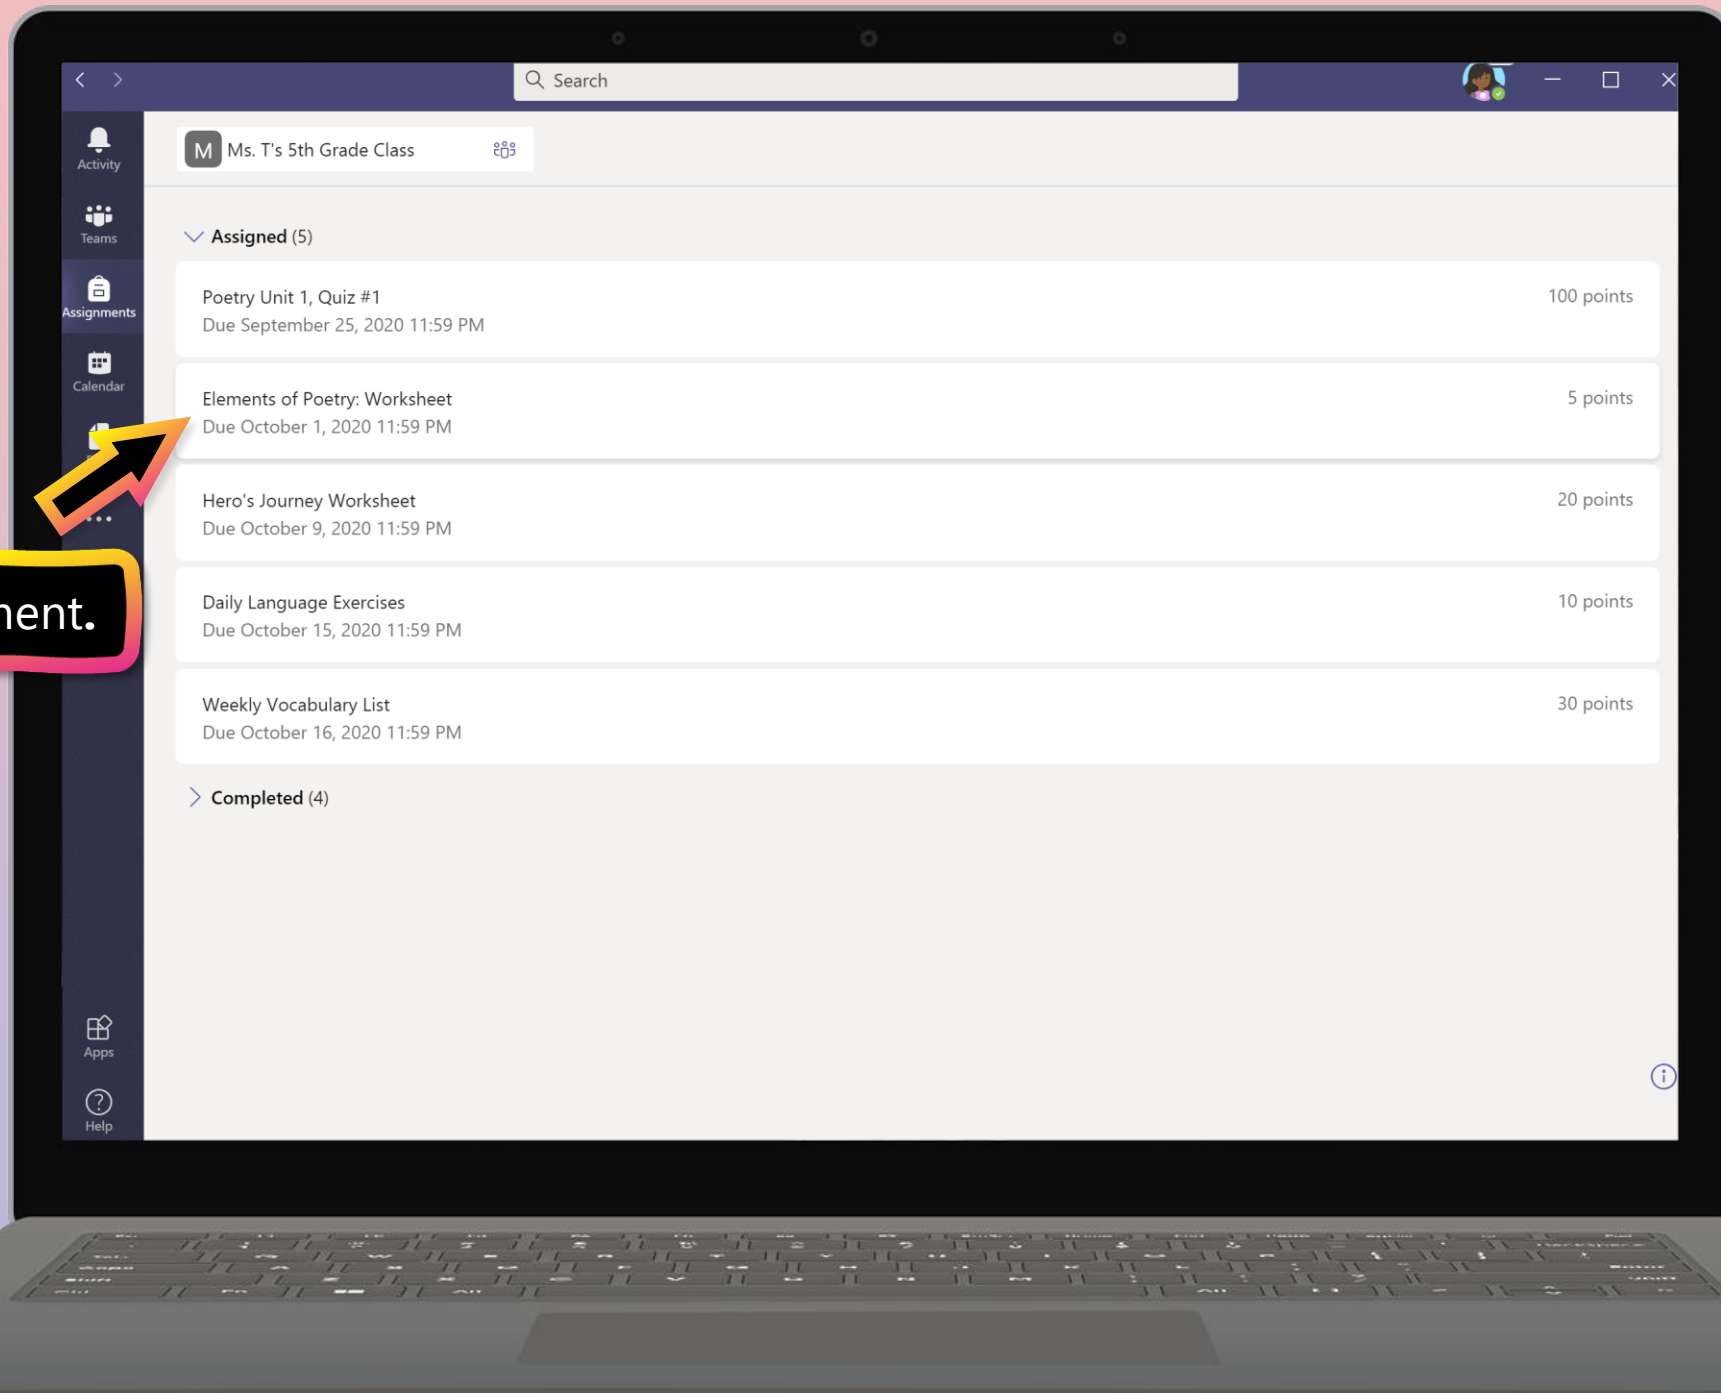 Search
Activity
M Ms. T's 5th Grade Class
Teams
Assigned (5)
Assignments
Poetry Unit 1, Quiz #1
100 points
Due September 25, 2020 11:59 PM
Calendar
Elements of Poetry: Worksheet
5 points
Due October 1, 2020 11:59 PM
Hero's Journey Worksheet
20 points
Due October 9, 2020 11:59 PM
Daily Language Exercises
10 points
Due October 15, 2020 11:59 PM
Weekly Vocabulary List
30 points
Due October 16, 2020 11:59 PM
Completed (4)
Apps
Help